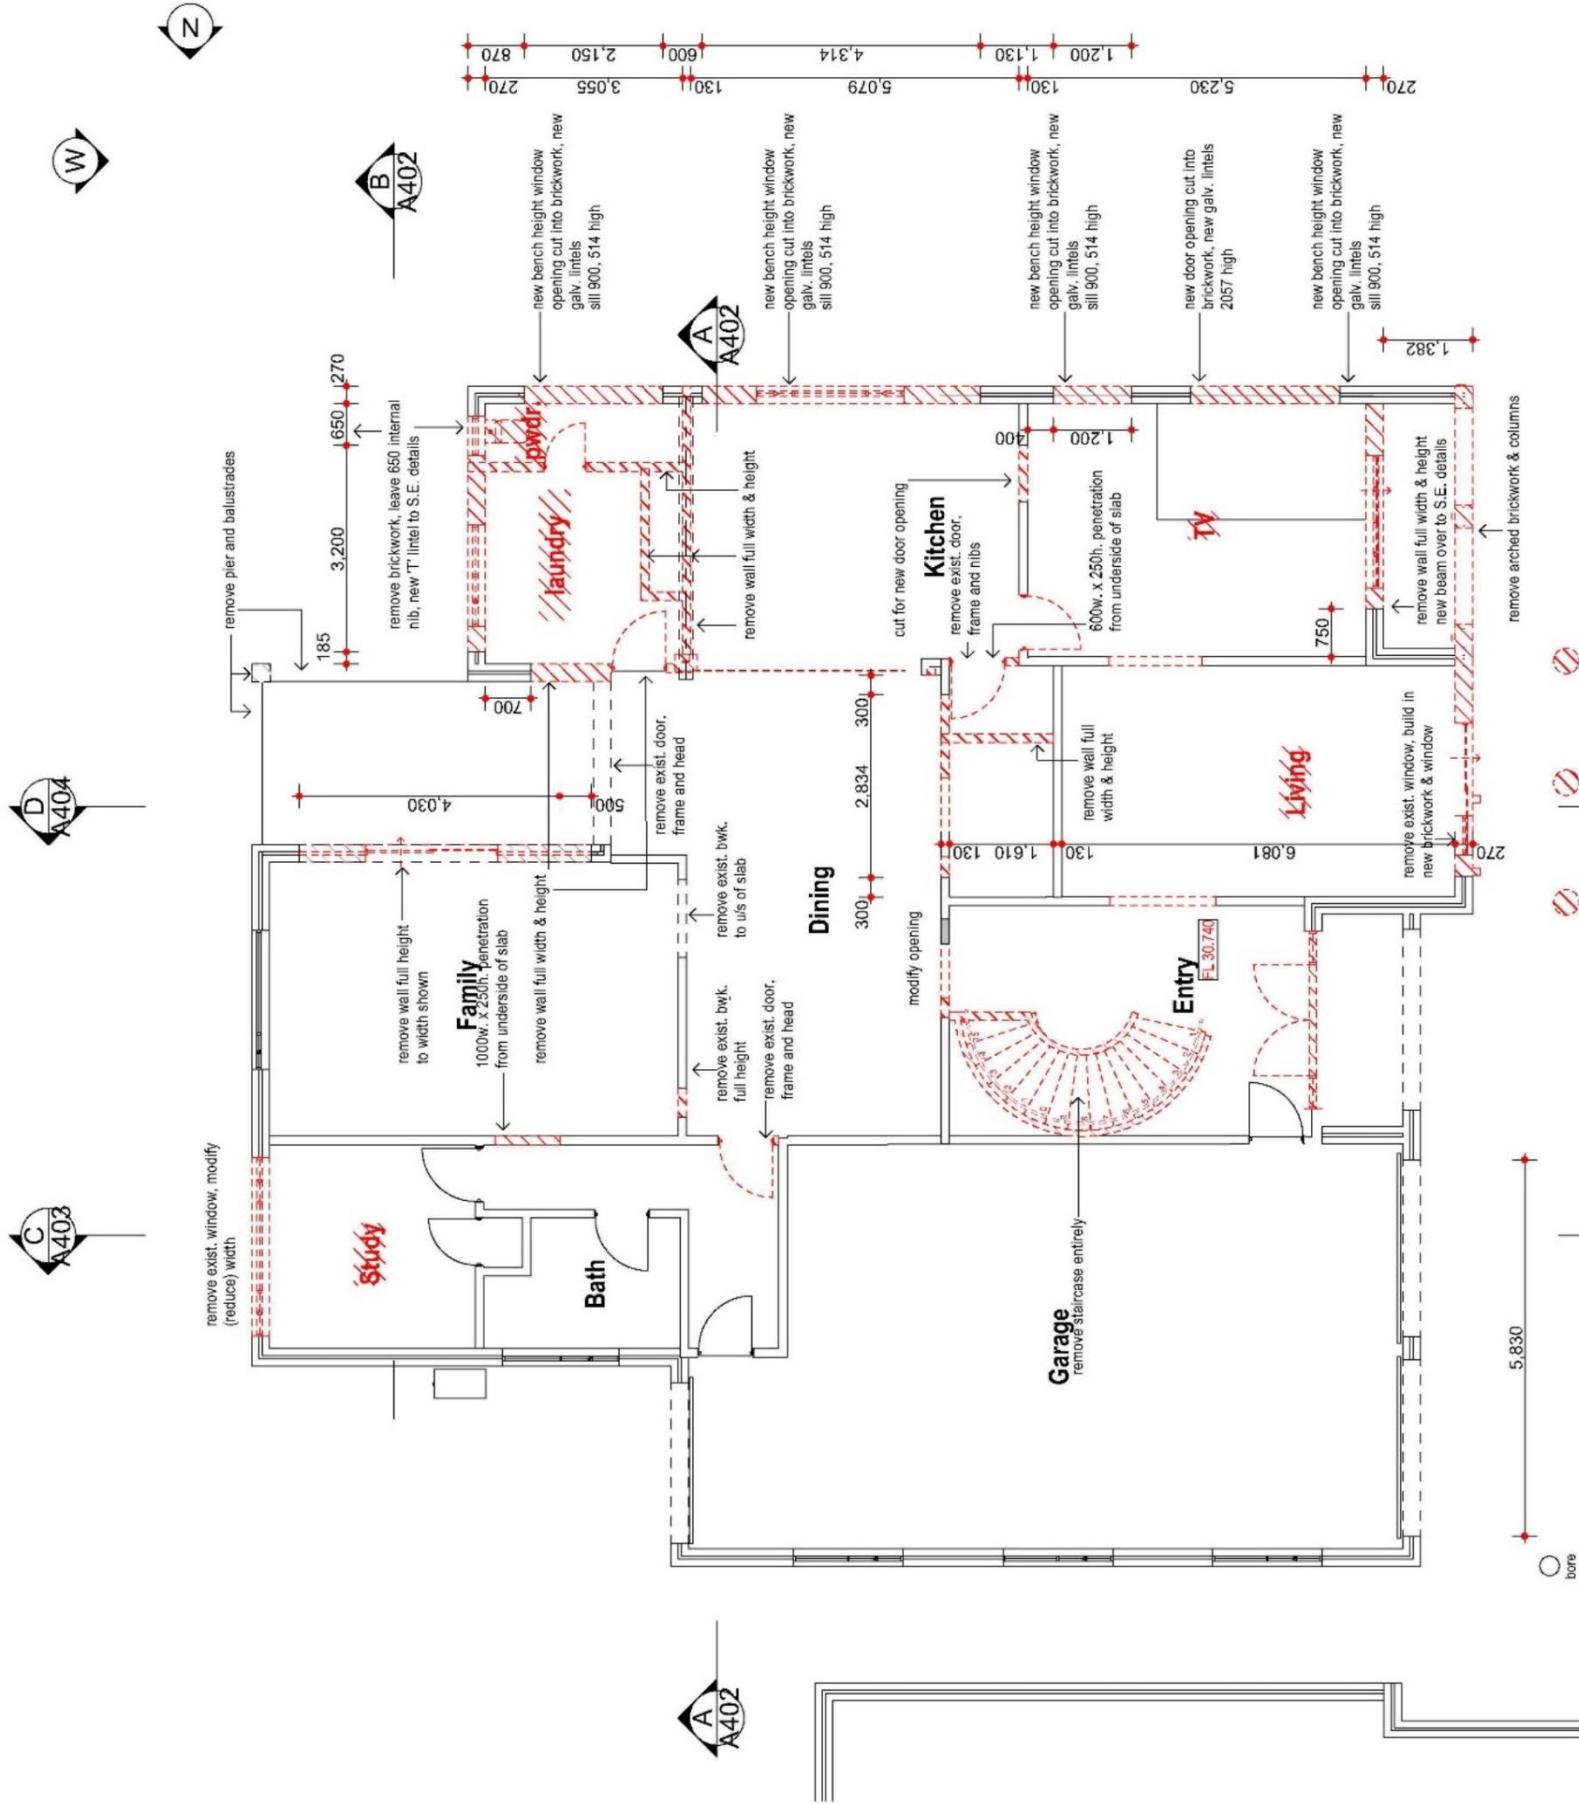 N
W
B
A402
A
A402
D
A404
C
A403
A
A402
870
2,150
600
4,314
1,130
1,200
270
3,055
130
5,079
130
5,230
270
new bench height window
opening cut into brickwork, new
galv. lintels
sill 900, 514 high
new bench height window
opening cut into brickwork, new
galv. lintels
sill 900, 514 high
new bench height window
opening cut into brickwork, new
galv. lintels
sill 900, 514 high
new door opening cut into
brickwork, new galv. lintels
2057 high
new bench height window
opening cut into brickwork, new
galv. lintels
sill 900, 514 high
1,382
270
650
3,200
185
remove pier and balustrades
remove brickwork, leave 650 internal
nib, new 'T' lintel to S.E. details
pwdr
laundry
remove wall full width & height
700
4,030
500
remove exist. door,
frame and head
cut for new door opening
Kitchen
remove exist. door,
frame and nibs
600w. x 250h. penetration
from underside of slab
400
1,200
TV
750
remove wall full width & height
new beam over to S.E. details
remove arched brickwork & columns
300
2,834
300
remove wall full
width & height
130
1,610
130
6,081
270
Living
remove exist. window, build in
new brickwork & window
remove wall full height
to width shown
Family
1000w. x 250h. penetration
from underside of slab
remove wall full width & height
remove exist. bwk.
to u/s of slab
remove exist. bwk.
full height
remove exist. door,
frame and head
Dining
modify opening
Entry
FL 30.740
remove exist. window, modify
(reduce) width
Study
Bath
Garage
remove staircase entirely
5,830
bore